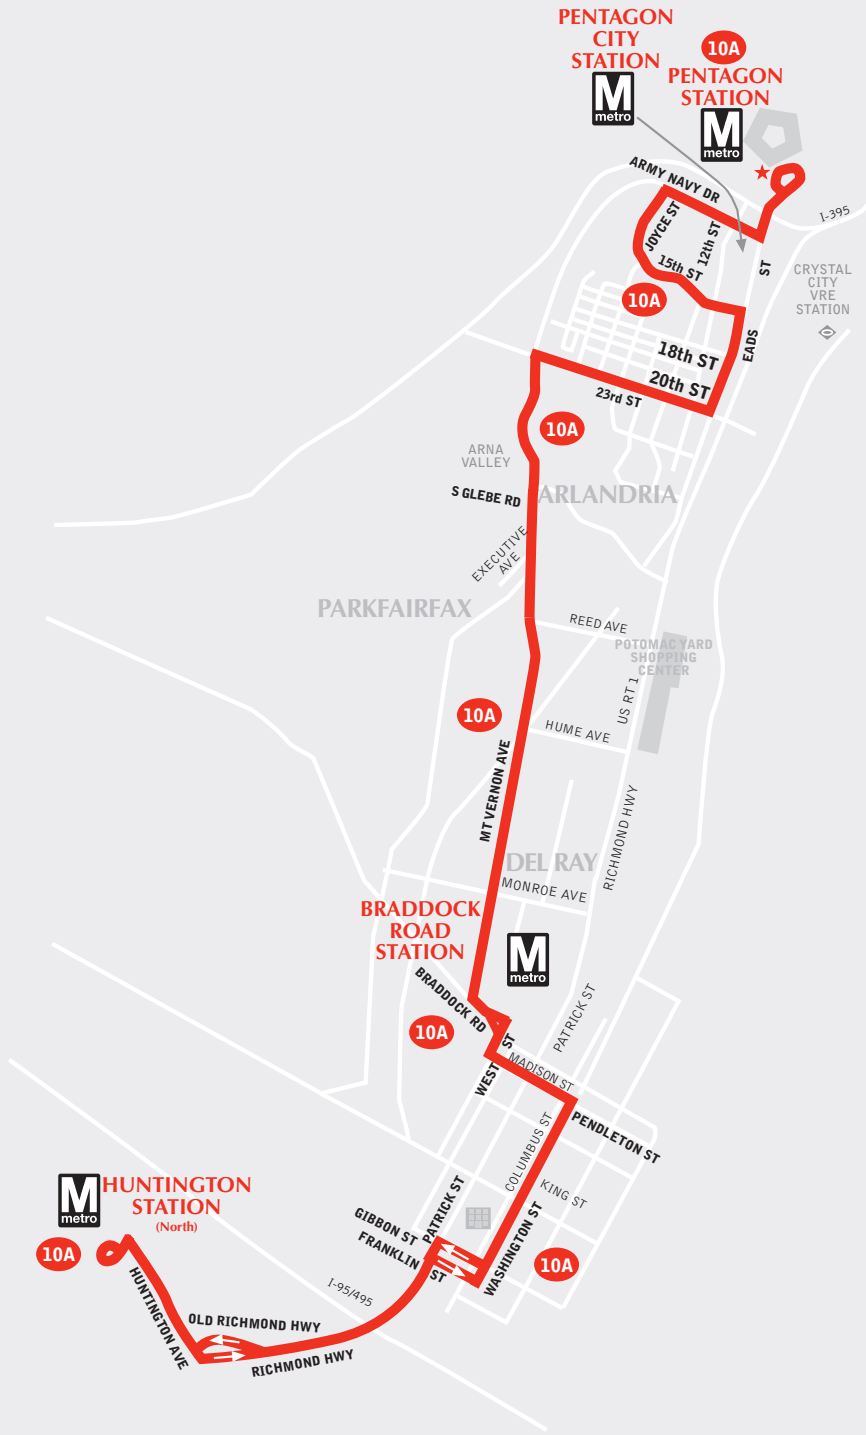 PENTAGON
CITY
STATION
M
metro
10A
PENTAGON
STATION
M
metro
ARMY NAVY DR
I-395
JOYCE ST
12th ST
15th ST
ST
EADS
CRYSTAL
CITY
VRE
STATION
10A
18th ST
20th ST
23rd ST
10A
ARNA
VALLEY
S GLEBE RD
ARLANDRIA
EXECUTIVE
AVE
PARKFAIRFAX
REED AVE
POTOMAC YARD
SHOPPING
CENTER
US RT 1
10A
HUME AVE
MT VERNON AVE
RICHMOND HWY
DEL RAY
MONROE AVE
BRADDOCK
ROAD
STATION
M
metro
BRADDOCK RD
10A
PATRICK ST
WEST ST
MADISON ST
PENDLETON ST
COLUMBUS ST
KING ST
PATRICK ST
WASHINGTON ST
GIBBON ST
FRANKLIN ST
10A
M
metro
HUNTINGTON
STATION
(North)
10A
HUNTINGTON AVE
I-95/495
OLD RICHMOND HWY
RICHMOND HWY